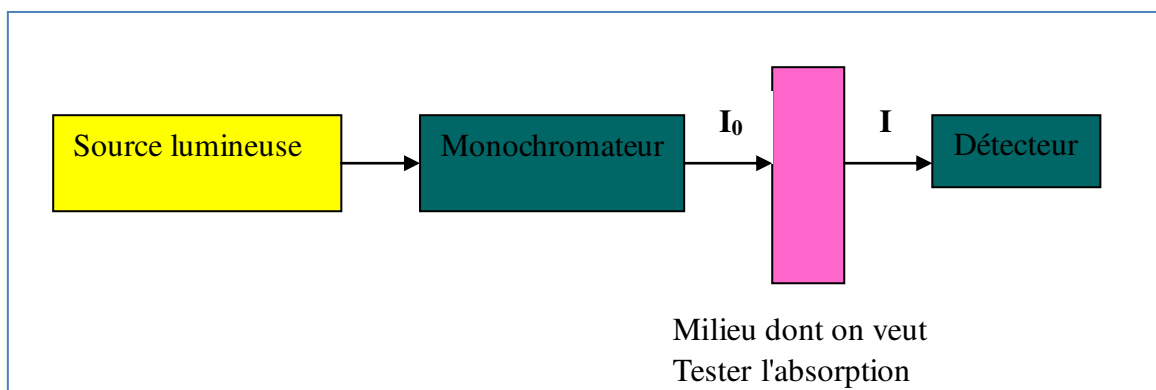 Source lumineuse
Monochromateur
I₀
I
Détecteur
Milieu dont on veut
Tester l'absorption